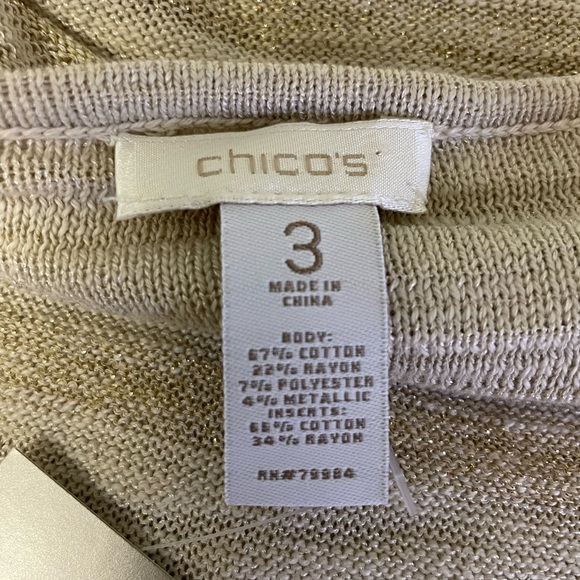 chico's
3
MADE IN
CHINA
BODY:
67% COTTON
22% RAYON
7% POLYESTER
4% METALLIC
INSERTS:
66% COTTON
34% RAYON
RN#79984